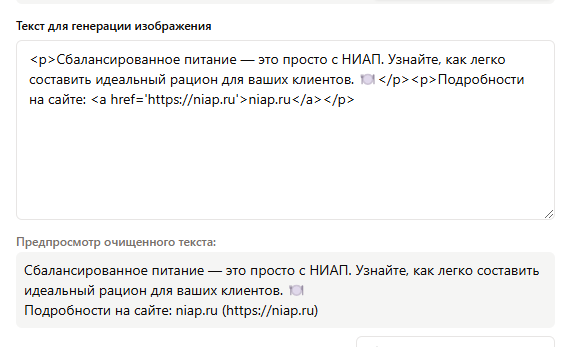 Текст для генерации изображения
<p>Сбалансированное питание — это просто с НИАП. Узнайте, как легко
составить идеальный рацион для ваших клиентов. 🍽️</p><p>Подробности
на сайте: <a href='https://niap.ru'>niap.ru</a></p>
Предпросмотр очищенного текста:
Сбалансированное питание — это просто с НИАП. Узнайте, как легко составить
идеальный рацион для ваших клиентов. 🍽️
Подробности на сайте: niap.ru (https://niap.ru)